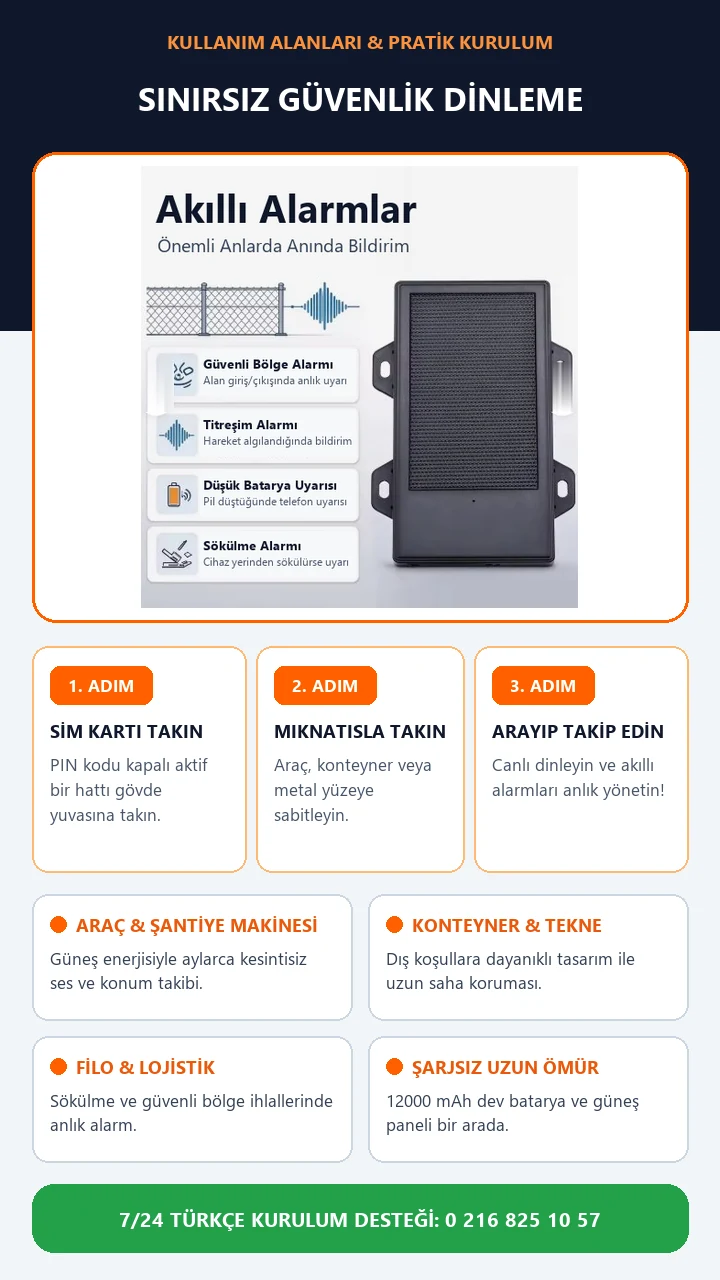 KULLANIM ALANLARI & PRATİK KURULUM
SINIRSIZ GÜVENLİK DİNLEME
Akıllı Alarmlar
Önemli Anlarda Anında Bildirim
Güvenli Bölge Alarmı
Alan giriş/çıkışında anlık uyarı
Titreşim Alarmı
Hareket algılandığında bildirim
Düşük Batarya Uyarısı
Pil düştüğünde telefon uyarısı
Sökülme Alarmı
Cihaz yerinden sökülürse uyarı
1. ADIM
SİM KARTI TAKIN
PIN kodu kapalı aktif
bir hattı gövde
yuvasına takın.
2. ADIM
MIKNATISLA TAKIN
Araç, konteyner veya
metal yüzeye
sabitleyin.
3. ADIM
ARAYIP TAKİP EDİN
Canlı dinleyin ve akıllı
alarmları anlık yönetin!
ARAÇ & ŞANTİYE MAKİNESİ
Güneş enerjisiyle aylarca kesintisiz
ses ve konum takibi.
KONTEYNER & TEKNE
Dış koşullara dayanıklı tasarım ile
uzun saha koruması.
FİLO & LOJİSTİK
Sökülme ve güvenli bölge ihlallerinde
anlık alarm.
ŞARJSIZ UZUN ÖMÜR
12000 mAh dev batarya ve güneş
paneli bir arada.
7/24 TÜRKÇE KURULUM DESTEĞİ: 0 216 825 10 57